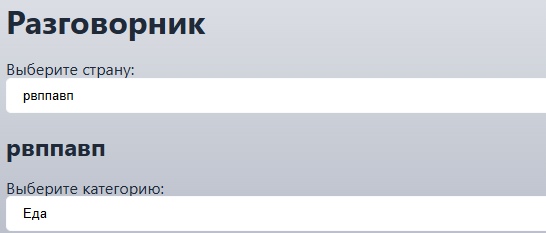 Разговорник
Выберите страну:
рвппавп
рвппавп
Выберите категорию:
Еда